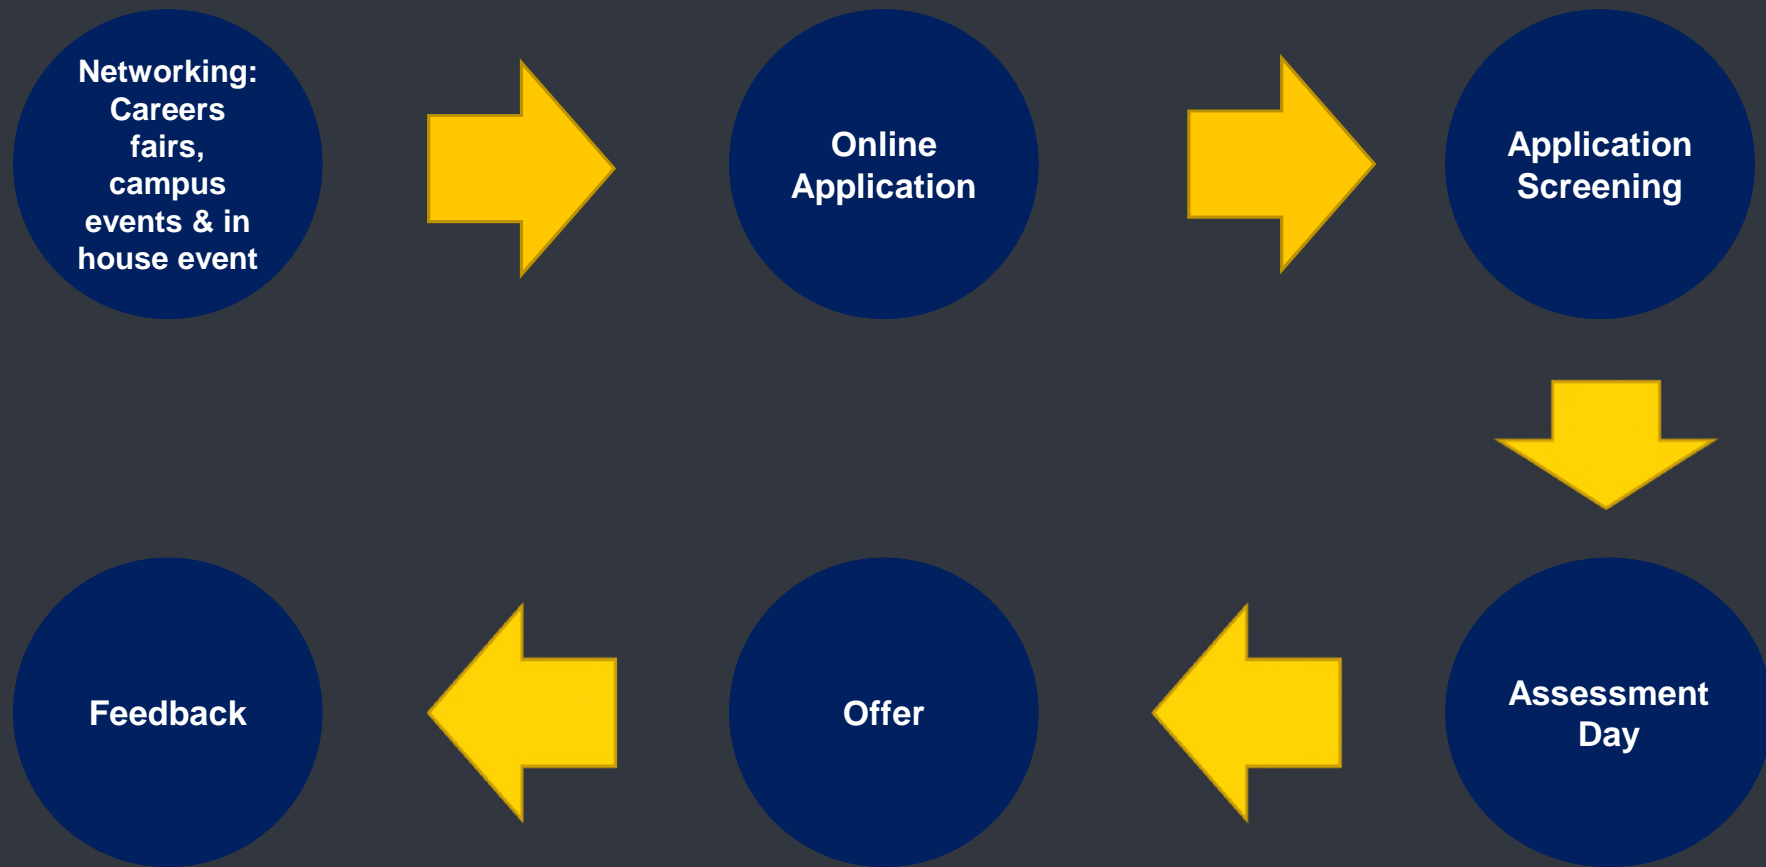 Networking:
Careers
fairs,
campus
events & in
house event
Online
Application
Application
Screening
Assessment
Day
Offer
Feedback